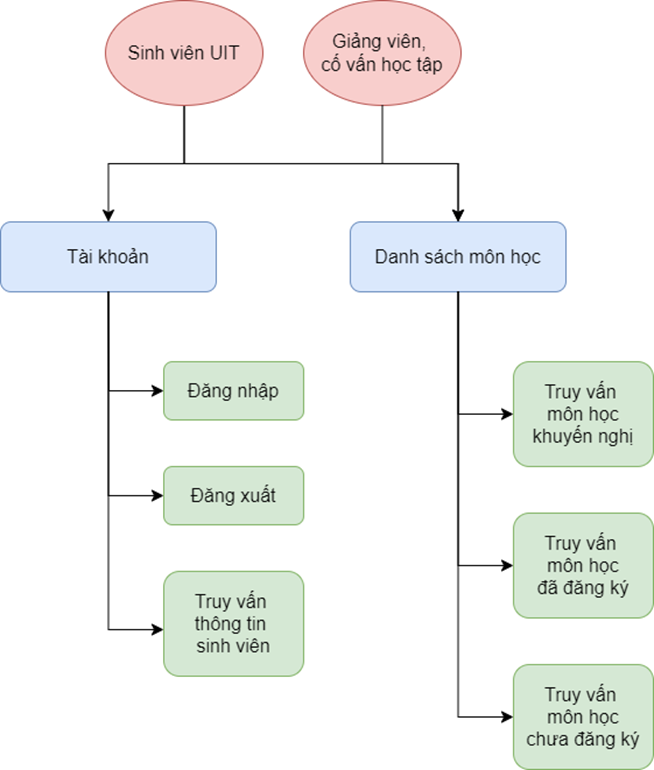 Sinh viên UIT
Giảng viên,
cố vấn học tập
Tài khoản
Danh sách môn học
Đăng nhập
Đăng xuất
Truy vấn
thông tin
sinh viên
Truy vấn
môn học
khuyến nghị
Truy vấn
môn học
đã đăng ký
Truy vấn
môn học
chưa đăng ký